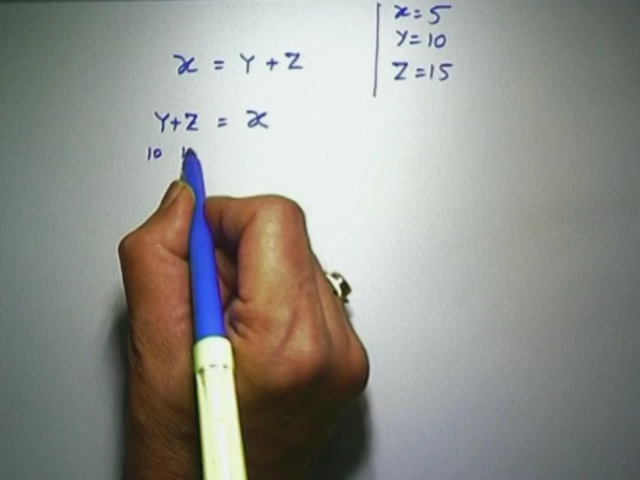 x = Y + Z
Y+Z = x
10
x=5
Y=10
Z=15